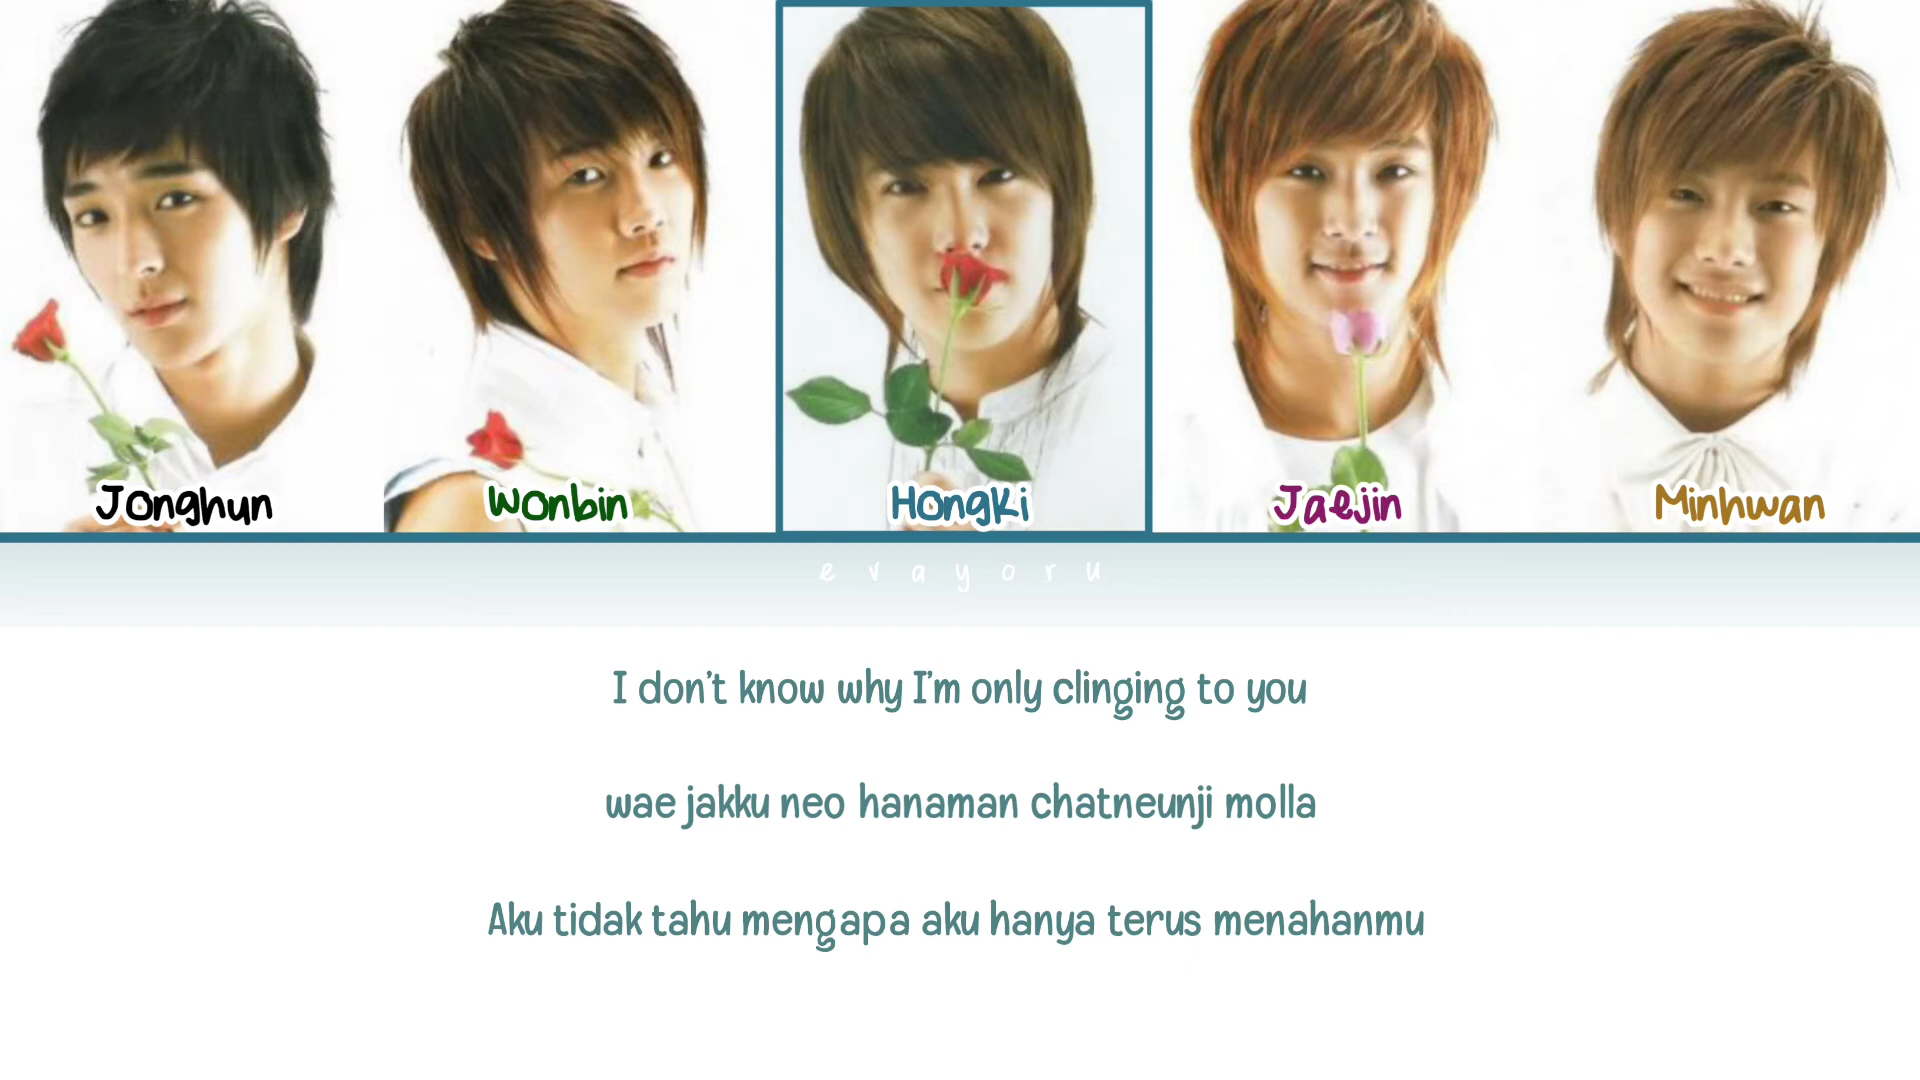 Jonghun Wonbin HongKi Jaejin Minhwan
evayoru
I don't know why I'm only clinging to you
wae jakku neo hanaman chatneunji molla
Aku tidak tahu mengapa aku hanya terus menahanmu